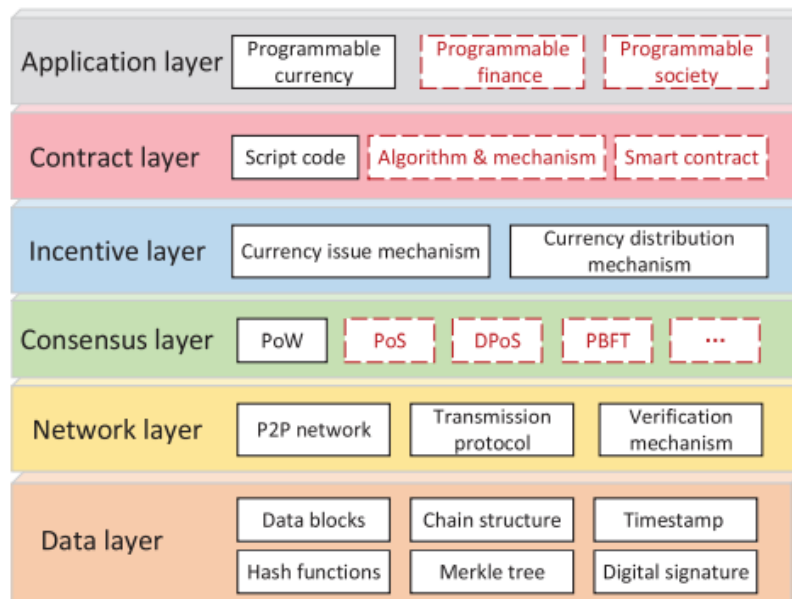 Application layer
Programmable
currency
Programmable
finance
Programmable
society
Contract layer
Script code
Algorithm & mechanism
Smart contract
Incentive layer
Currency issue mechanism
Currency distribution
mechanism
Consensus layer
PoW
PoS
DPoS
PBFT
...
Network layer
P2P network
Transmission
protocol
Verification
mechanism
Data layer
Data blocks
Chain structure
Timestamp
Hash functions
Merkle tree
Digital signature